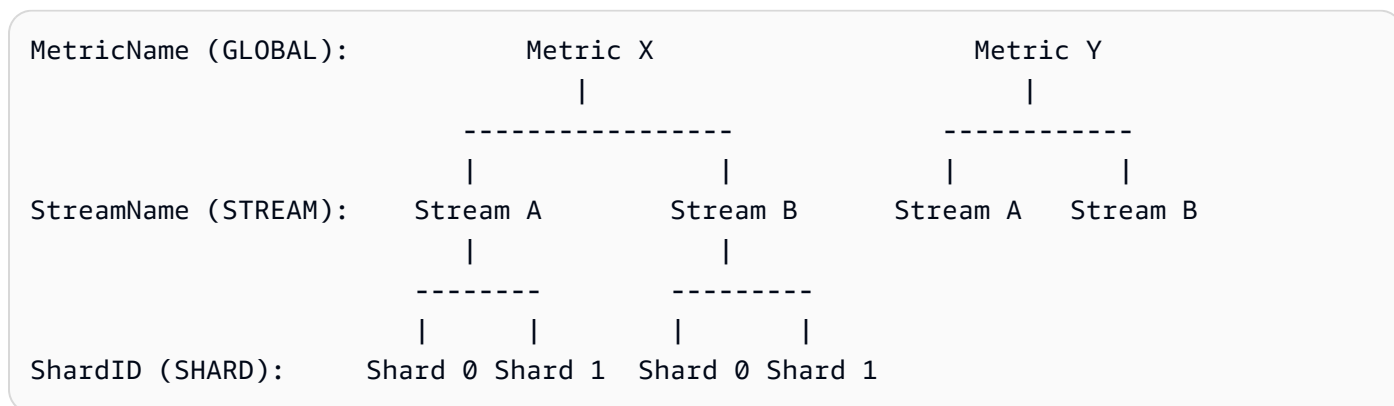 MetricName (GLOBAL):           Metric X                    Metric Y
                                  |                            |
                           -----------------             ------------
                           |               |             |          |
StreamName (STREAM):    Stream A        Stream B      Stream A   Stream B
                           |               |
                        --------        ---------
                        |      |        |       |
ShardID (SHARD):     Shard 0 Shard 1  Shard 0 Shard 1